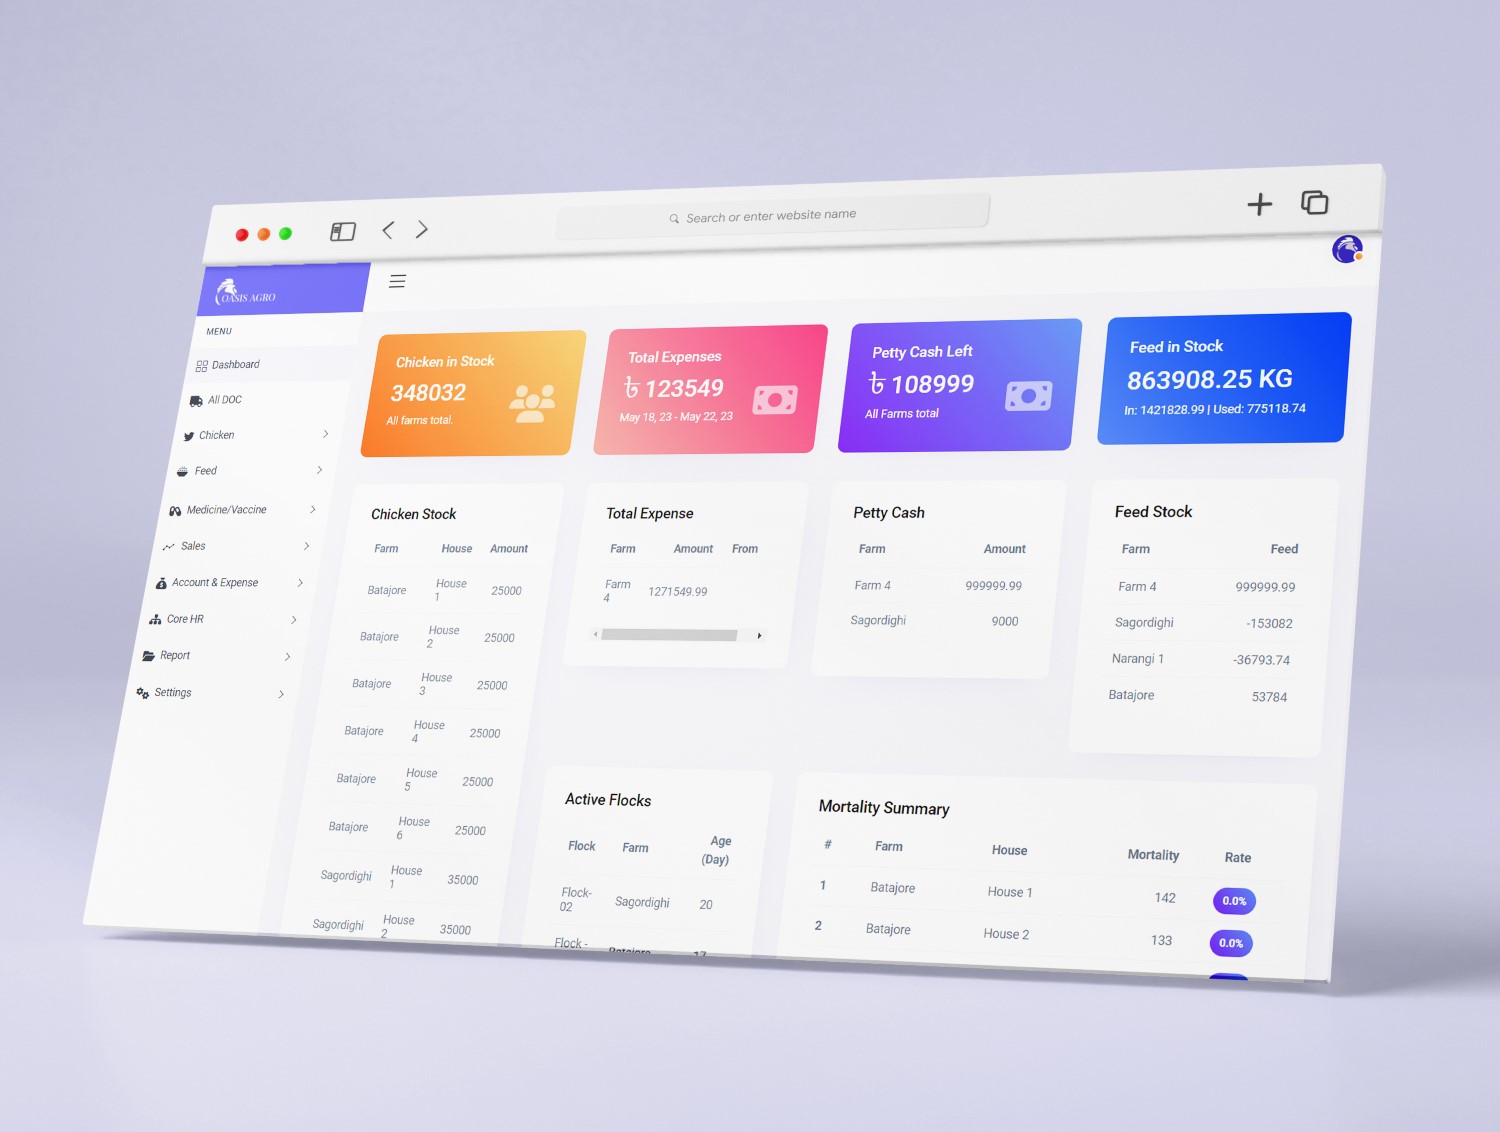 Search or enter website name
OASIS AGRO
MENU
Dashboard
All DOC
Chicken
Feed
Medicine/Vaccine
Sales
Account & Expense
Core HR
Report
Settings
Chicken in Stock
348032
All farms total.
Total Expenses
৳ 123549
May 18, 23 - May 22, 23
Petty Cash Left
৳ 108999
All Farms total
Feed in Stock
863908.25 KG
In: 1421828.99 | Used: 775118.74
Chicken Stock
Farm House Amount
Batajore House 1 25000
Batajore House 2 25000
Batajore House 3 25000
Batajore House 4 25000
Batajore House 5 25000
Batajore House 6 25000
Sagordighi House 1 35000
Sagordighi House 2 35000
Total Expense
Farm Amount From
Farm 4 1271549.99
Petty Cash
Farm Amount
Farm 4 999999.99
Sagordighi 9000
Feed Stock
Farm Feed
Farm 4 999999.99
Sagordighi -153082
Narangi 1 -36793.74
Batajore 53784
Active Flocks
Flock Farm Age (Day)
Flock-02 Sagordighi 20
Flock - Batajore 17
Mortality Summary
# Farm House Mortality Rate
1 Batajore House 1 142 0.0%
2 Batajore House 2 133 0.0%